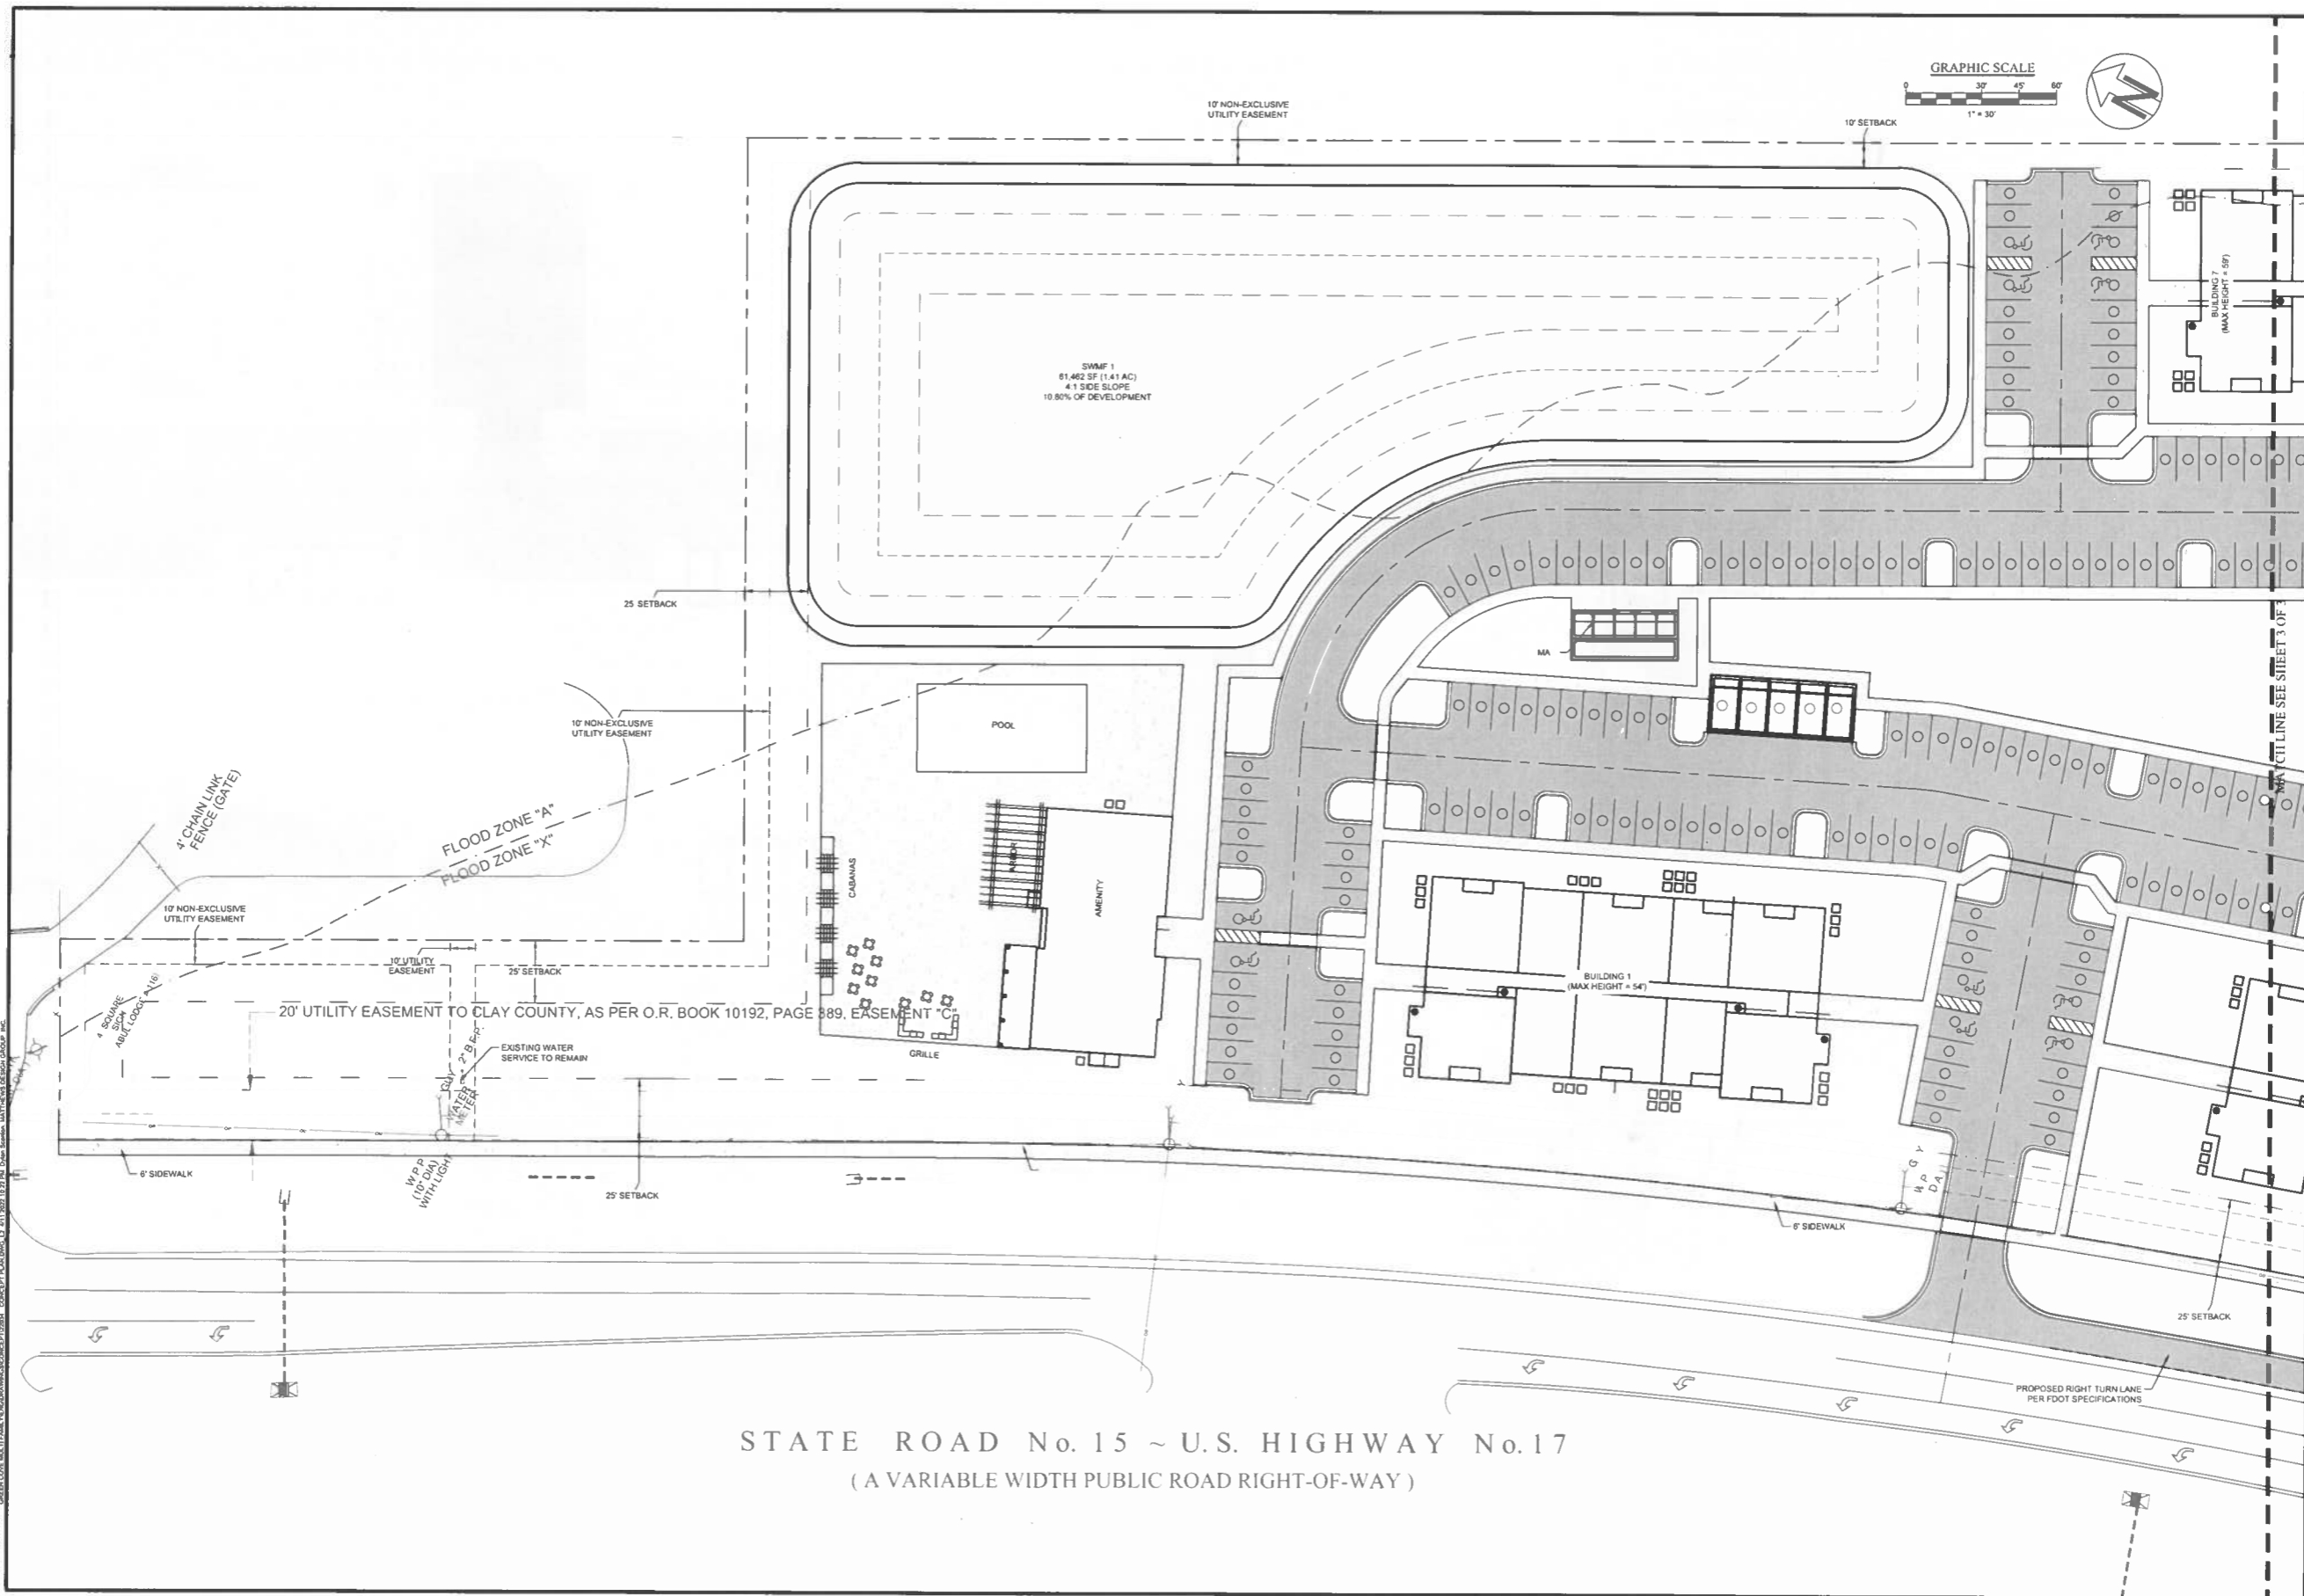 GRAPHIC SCALE
0 30' 45' 60'
1" = 30'
10' NON-EXCLUSIVE
UTILITY EASEMENT
10' SETBACK
BUILDING 7
(MAX HEIGHT = 59')
SWMF 1
61,462 SF (1.41 AC)
4:1 SIDE SLOPE
10.80% OF DEVELOPMENT
25' SETBACK
MATCH LINE SEE SHEET 3 OF 3
MA
10' NON-EXCLUSIVE
UTILITY EASEMENT
POOL
4' CHAIN LINK
FENCE (GATE)
FLOOD ZONE "A"
FLOOD ZONE "X"
CABANAS
ARBOR
AMENITY
10' NON-EXCLUSIVE
UTILITY EASEMENT
10' UTILITY
EASEMENT
25' SETBACK
BUILDING 1
(MAX HEIGHT = 54')
4' SQUARE
SIGN
20' UTILITY EASEMENT TO CLAY COUNTY, AS PER O.R. BOOK 10192, PAGE 389, EASEMENT "C"
EXISTING WATER
SERVICE TO REMAIN
GUY
2" B.F.P.
WATER
METER
GRILLE
6' SIDEWALK
W.P.P.
(10" DIA)
WITH LIGHT
25' SETBACK
6' SIDEWALK
25' SETBACK
PROPOSED RIGHT TURN LANE
PER FDOT SPECIFICATIONS
STATE ROAD No. 15 ~ U.S. HIGHWAY No. 17
( A VARIABLE WIDTH PUBLIC ROAD RIGHT-OF-WAY )